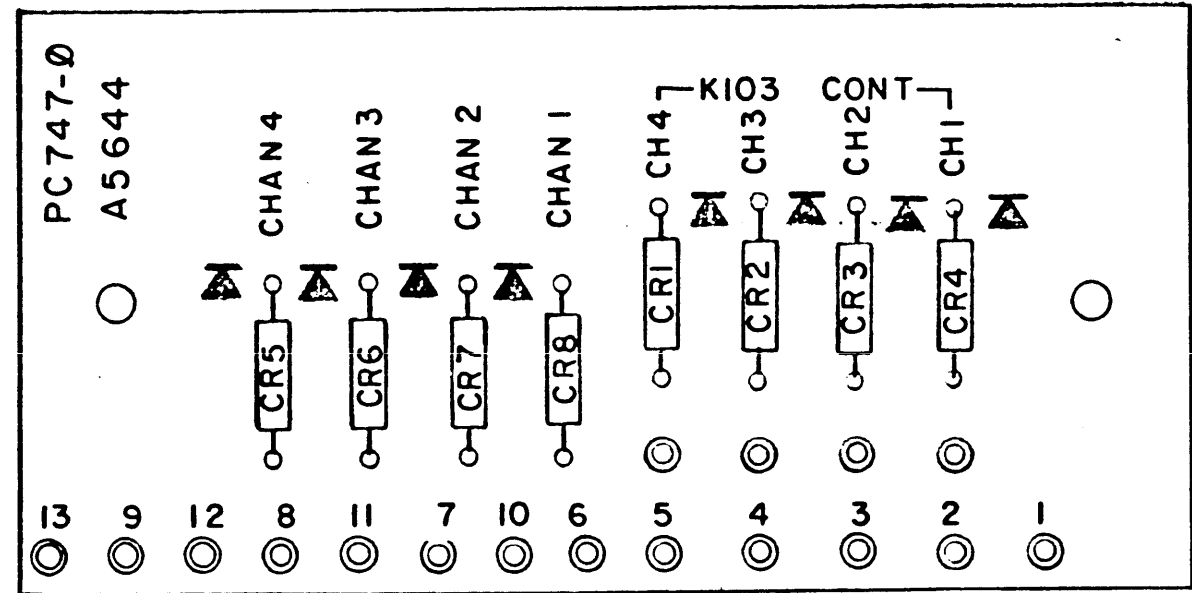 PC747-Ø
A5644
CHAN 4
CHAN 3
CHAN 2
CHAN 1
K103 CONT
CH4
CH3
CH2
CH1
CR1
CR2
CR3
CR4
CR5
CR6
CR7
CR8
13 9 12 8 11 7 10 6 5 4 3 2 1